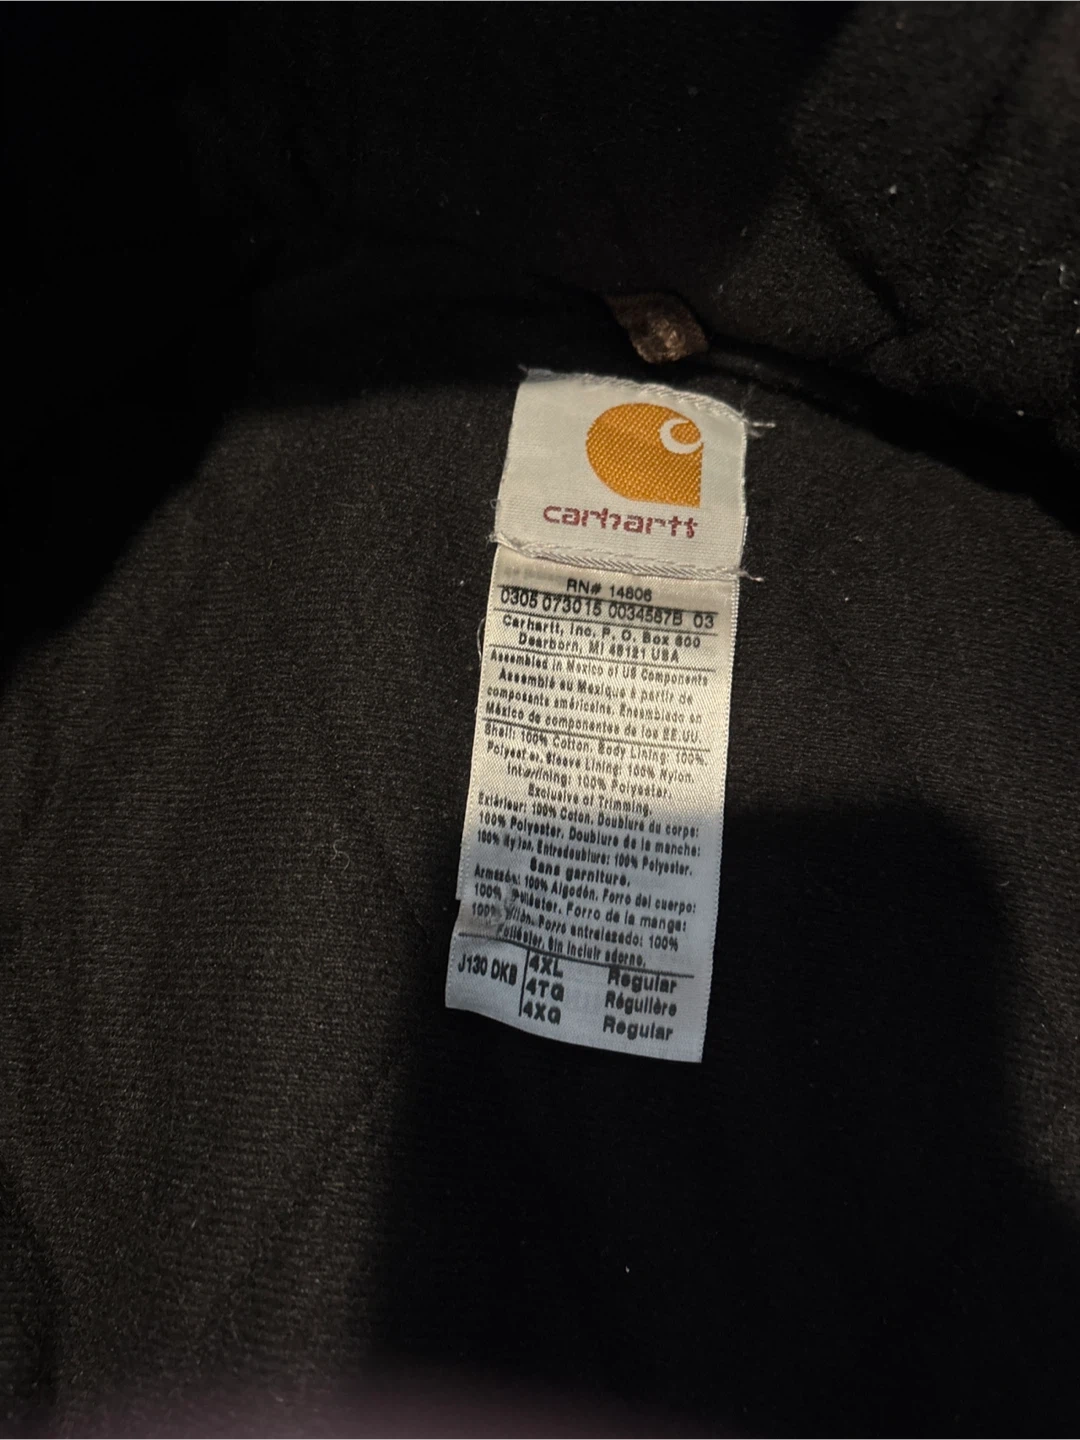 carhartt
RN# 14806
0305 073015 0034587B 03
Carhartt, Inc. P. O. Box 600
Dearborn, MI 48121 USA
Assembled in Mexico of US Components
Assemblé au Mexique à partir de
composants américains. Ensamblado en
México de componentes de los EE.UU.
Shell: 100% Cotton. Body Lining: 100%
Polyester. Sleeve Lining: 100% Nylon.
Interlining: 100% Polyester.
Exclusive of Trimming.
Extérieur: 100% Coton. Doublure du corps:
100% Polyester. Doublure de la manche:
100% Nylon. Entredoublure: 100% Polyester.
Sans garniture.
Armazón: 100% Algodón. Forro del cuerpo:
100% Poliéster. Forro de la manga:
100% Nilón. Forro entrelazado: 100%
Poliéster. Sin incluir adorno.
J130 DKB 4XL Regular
4TG Régulière
4XG Regular